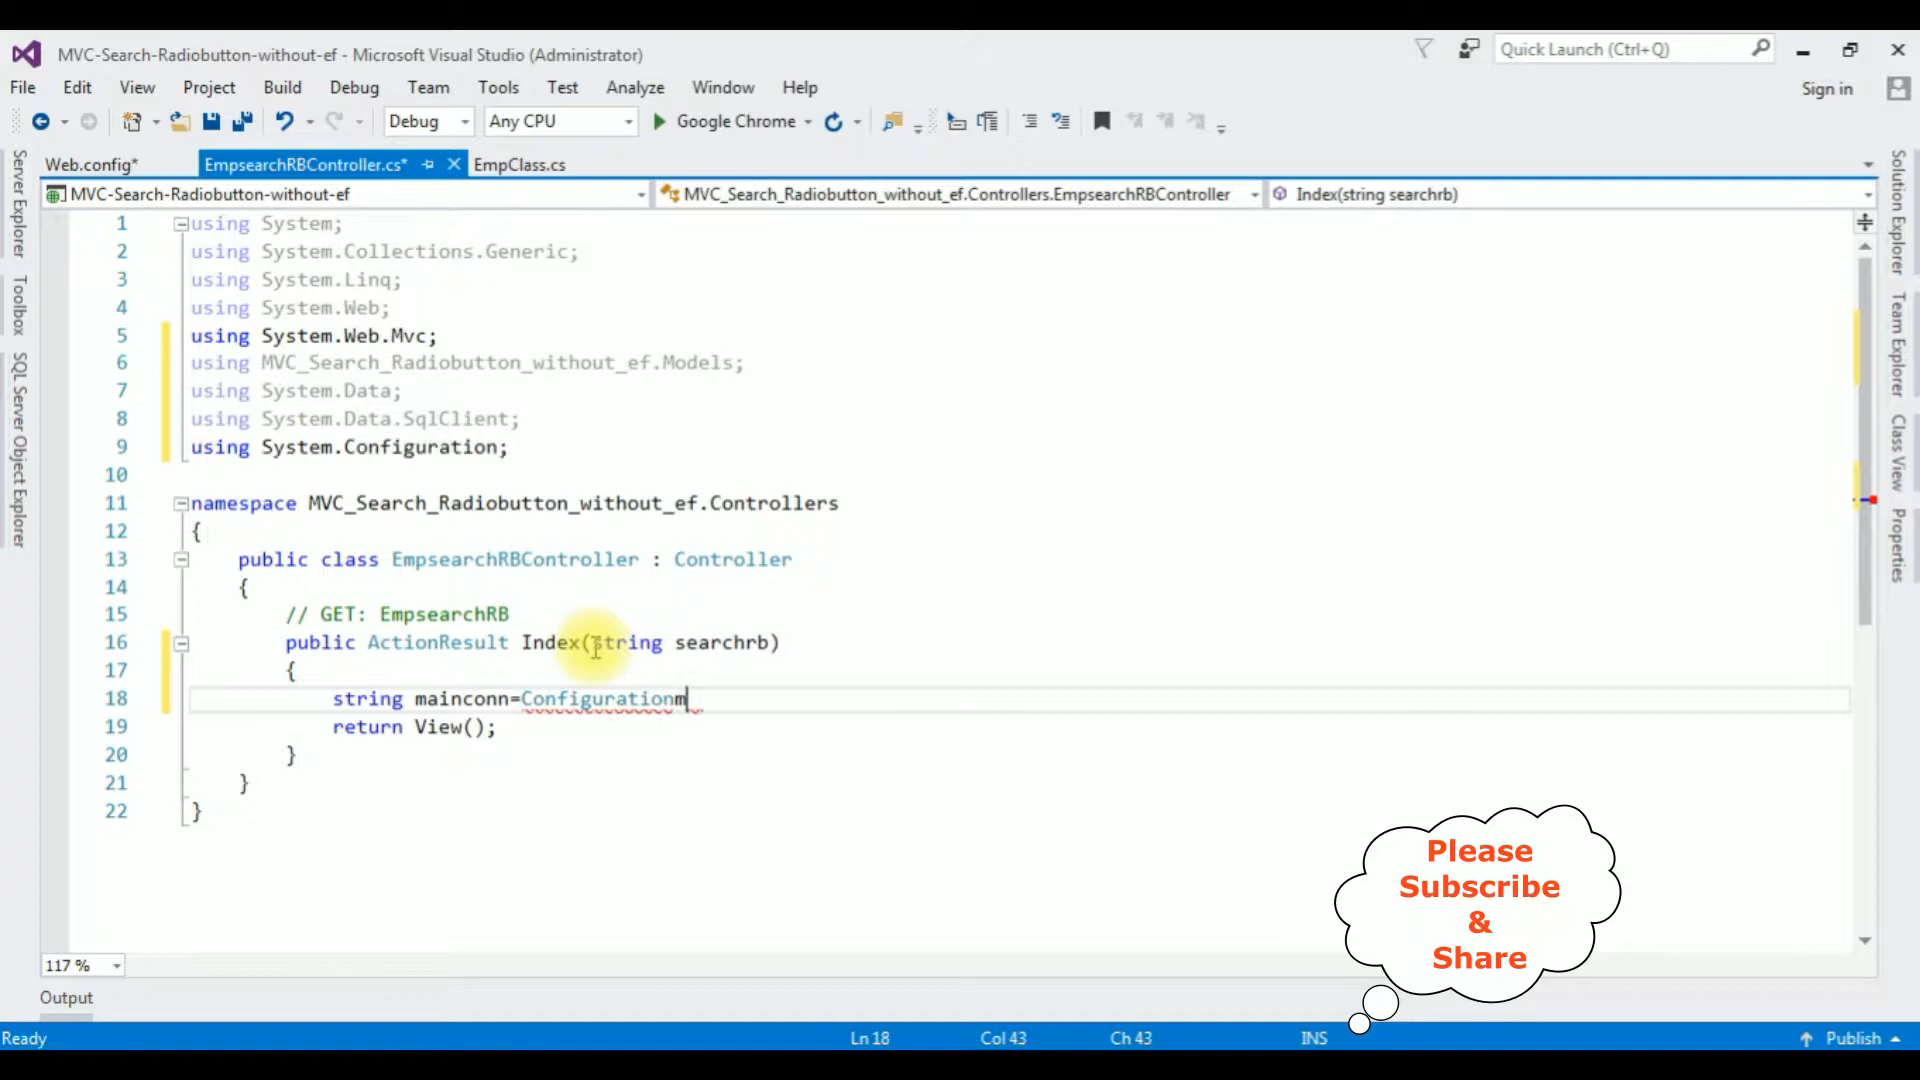 MVC-Search-Radiobutton-without-ef - Microsoft Visual Studio (Administrator)
Quick Launch (Ctrl+Q)
File Edit View Project Build Debug Team Tools Test Analyze Window Help
Sign in
Debug Any CPU Google Chrome
Web.config* EmpsearchRBController.cs* EmpClass.cs
MVC-Search-Radiobutton-without-ef MVC_Search_Radiobutton_without_ef.Controllers.EmpsearchRBController Index(string searchrb)
Server Explorer
Toolbox
SQL Server Object Explorer
1 using System;
2 using System.Collections.Generic;
3 using System.Linq;
4 using System.Web;
5 using System.Web.Mvc;
6 using MVC_Search_Radiobutton_without_ef.Models;
7 using System.Data;
8 using System.Data.SqlClient;
9 using System.Configuration;
10
11 namespace MVC_Search_Radiobutton_without_ef.Controllers
12 {
13 public class EmpsearchRBController : Controller
14 {
15 // GET: EmpsearchRB
16 public ActionResult Index(string searchrb)
17 {
18 string mainconn=Configurationm
19 return View();
20 }
21 }
22 }
Solution Explorer
Team Explorer
Class View
Properties
Please
Subscribe
&
Share
117 %
Output
Ready Ln 18 Col 43 Ch 43 INS Publish